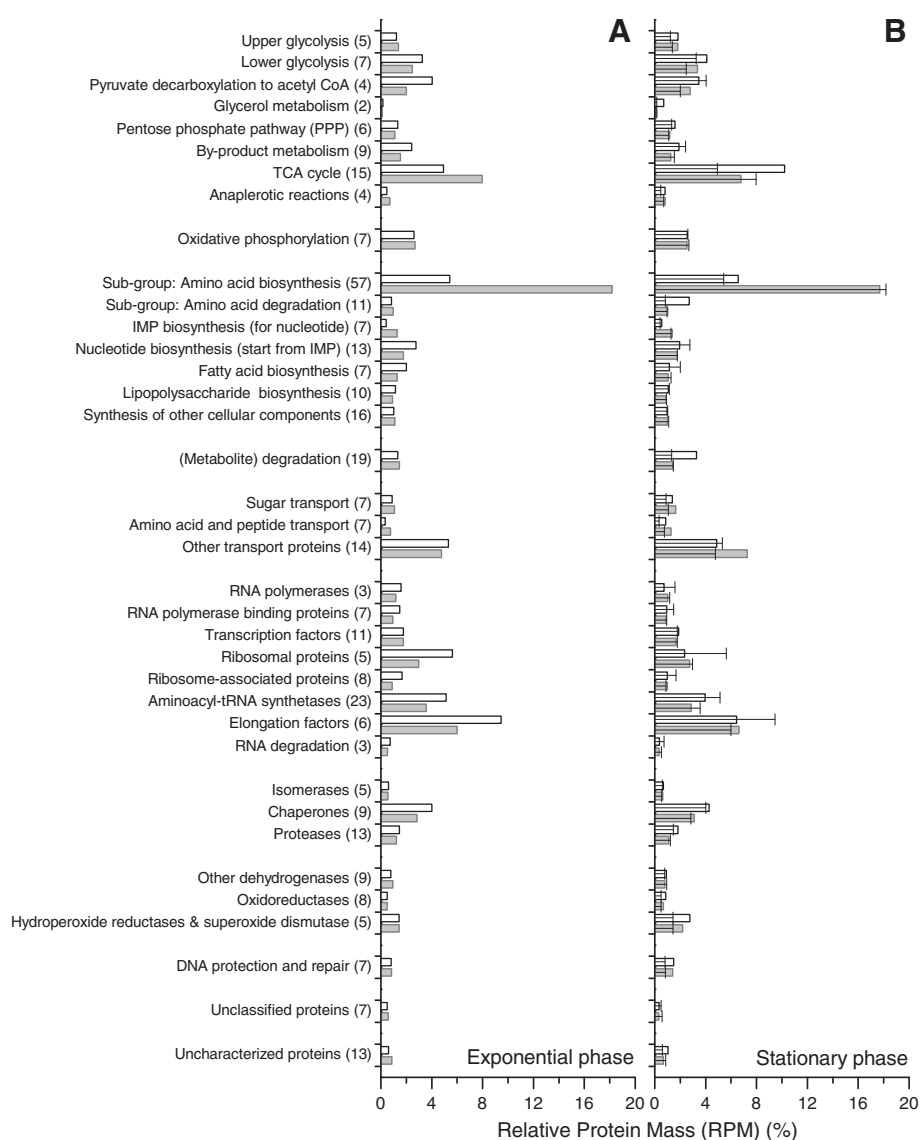 A
B
Upper glycolysis (5)
Lower glycolysis (7)
Pyruvate decarboxylation to acetyl CoA (4)
Glycerol metabolism (2)
Pentose phosphate pathway (PPP) (6)
By-product metabolism (9)
TCA cycle (15)
Anaplerotic reactions (4)
Oxidative phosphorylation (7)
Sub-group: Amino acid biosynthesis (57)
Sub-group: Amino acid degradation (11)
IMP biosynthesis (for nucleotide) (7)
Nucleotide biosynthesis (start from IMP) (13)
Fatty acid biosynthesis (7)
Lipopolysaccharide biosynthesis (10)
Synthesis of other cellular components (16)
(Metabolite) degradation (19)
Sugar transport (7)
Amino acid and peptide transport (7)
Other transport proteins (14)
RNA polymerases (3)
RNA polymerase binding proteins (7)
Transcription factors (11)
Ribosomal proteins (5)
Ribosome-associated proteins (8)
Aminoacyl-tRNA synthetases (23)
Elongation factors (6)
RNA degradation (3)
Isomerases (5)
Chaperones (9)
Proteases (13)
Other dehydrogenases (9)
Oxidoreductases (8)
Hydroperoxide reductases & superoxide dismutase (5)
DNA protection and repair (7)
Unclassified proteins (7)
Uncharacterized proteins (13)
Exponential phase
Stationary phase
0 4 8 12 16 20
0 4 8 12 16 20
Relative Protein Mass (RPM) (%)